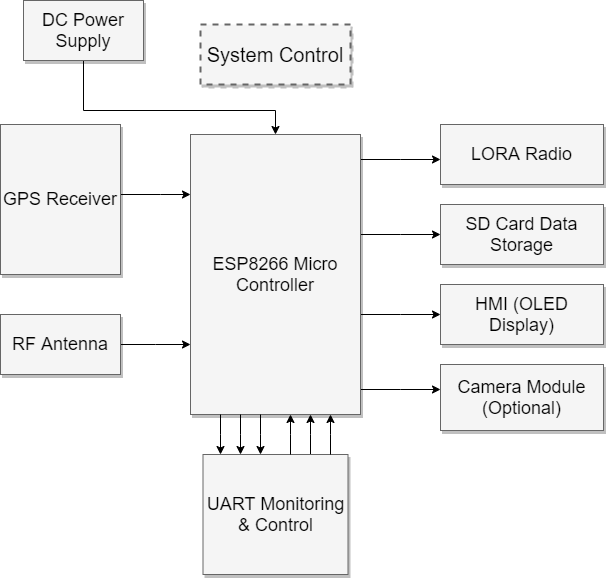 DC Power
Supply
System Control
GPS Receiver
RF Antenna
ESP8266 Micro
Controller
LORA Radio
SD Card Data
Storage
HMI (OLED
Display)
Camera Module
(Optional)
UART Monitoring
& Control